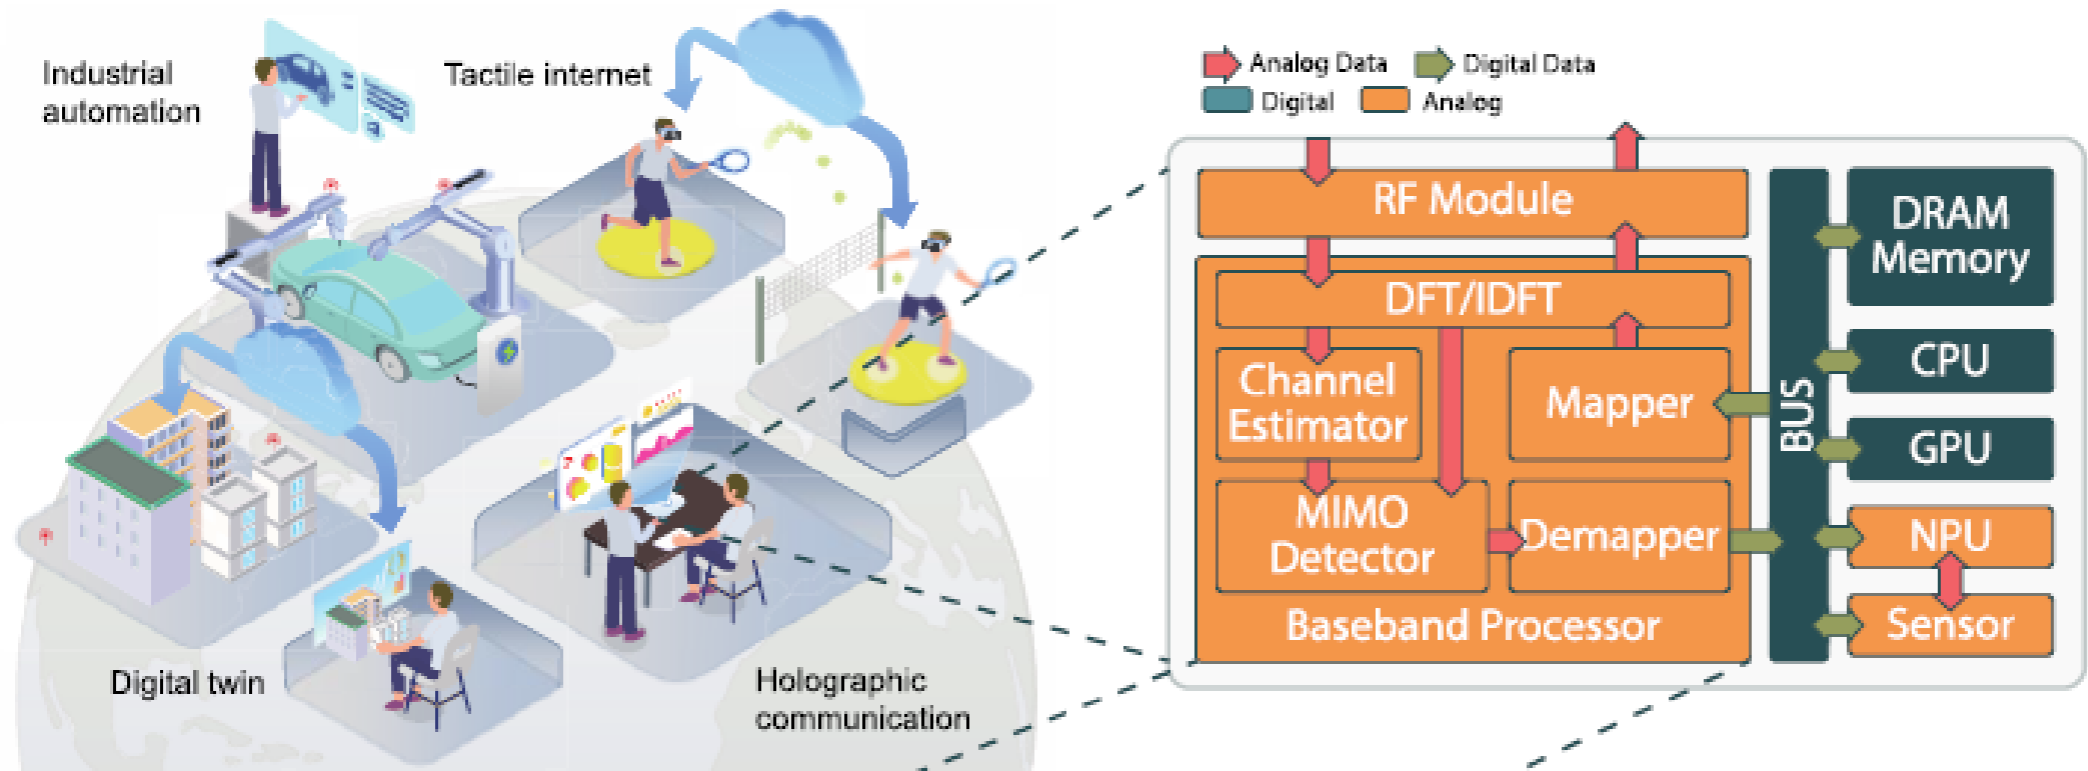 Industrial
automation
Tactile internet
Digital twin
Holographic
communication
Analog Data
Digital Data
Digital
Analog
RF Module
DFT/IDFT
Channel
Estimator
Mapper
MIMO
Detector
Demapper
Baseband Processor
BUS
DRAM
Memory
CPU
GPU
NPU
Sensor